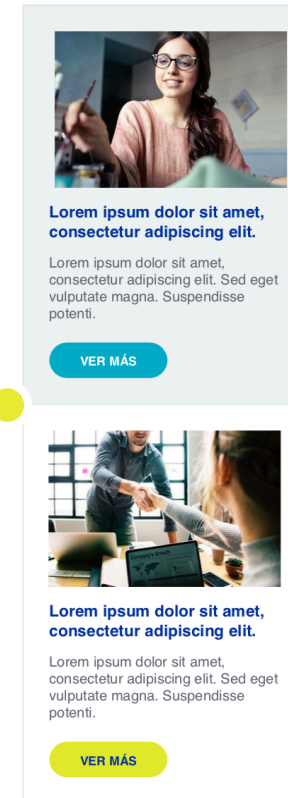 Lorem ipsum dolor sit amet,
consectetur adipiscing elit.
Lorem ipsum dolor sit amet,
consectetur adipiscing elit. Sed eget
vulputate magna. Suspendisse
potenti.
VER MÁS
Company's Growth
Lorem ipsum dolor sit amet,
consectetur adipiscing elit.
Lorem ipsum dolor sit amet,
consectetur adipiscing elit. Sed eget
vulputate magna. Suspendisse
potenti.
VER MÁS